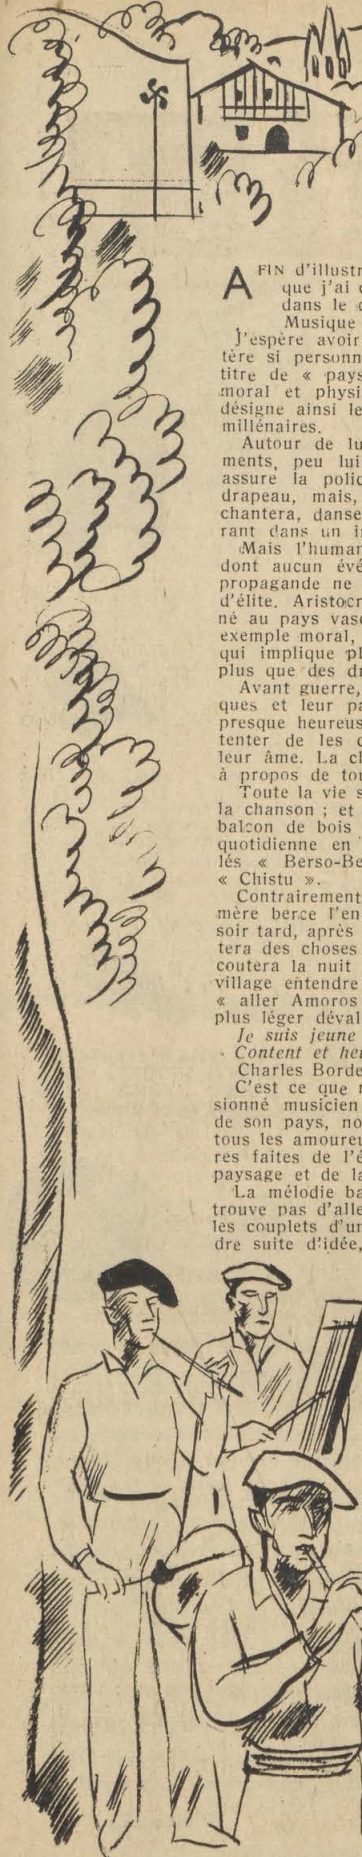 AFIN d'illustr
que j'ai
dans le
Musique
J'espère avoir
tère si personn
titre de « pays
moral et physi
désigne ainsi le
millénaires.
Autour de lu
ments, peu lui
assure la polic
drapeau, mais,
chantera, danse
rant dans un i
Mais l'human
dont aucun évé
propagande ne
d'élite. Aristocr
né au pays vasc
exemple moral,
qui implique pl
plus que des dr
Avant guerre,
ques et leur pa
presque heureus
tenter de les
leur âme. La ch
à propos de tou
Toute la vie s
la chanson ; et
balcon de bois
quotidienne en
lés « Berso-Be
« Chistu ».
Contrairement
mère berce l'en
soir tard, après
tera des choses
coutera la nuit
village entendre
« aller Amoros
plus léger déval
Je suis jeune
Content et heu
Charles Borde
C'est ce que
sionné musicien
de son pays, no
tous les amoureu
res faites de l'é
paysage et de la
La mélodie ba
trouve pas d'alle
les couplets d'un
dre suite d'idée,